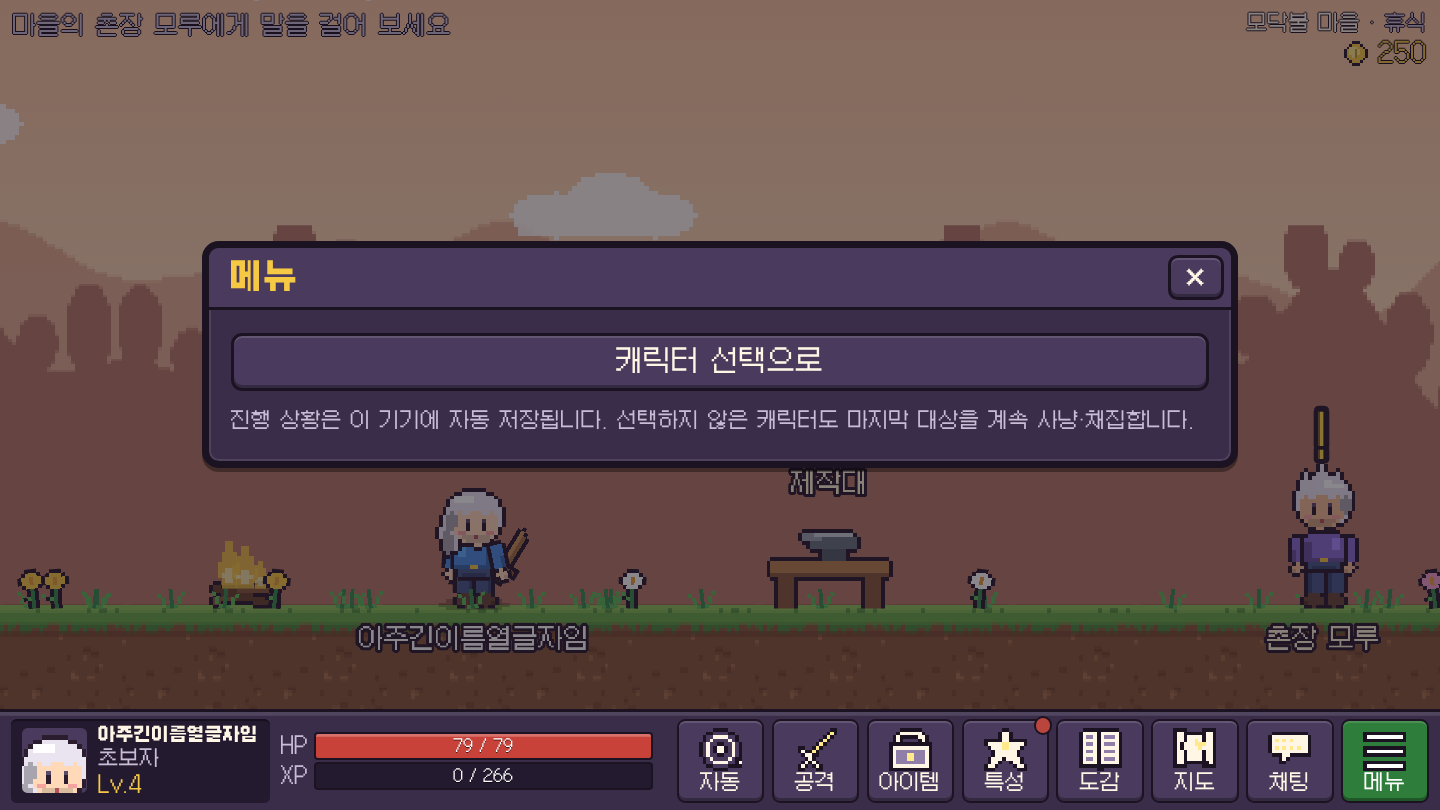 마을의 촌장 모루에게 말을 걸어 보세요
모닥불 마을 · 휴식
250
메뉴
캐릭터 선택으로
진행 상황은 이 기기에 자동 저장됩니다. 선택하지 않은 캐릭터도 마지막 대상을 계속 사냥·채집합니다.
제작대
아주긴이름열글자임
촌장 모루
아주긴이름열글자임
초보자
Lv.4
HP 79 / 79
XP 0 / 266
자동 공격 아이템 특성 도감 지도 채팅 메뉴